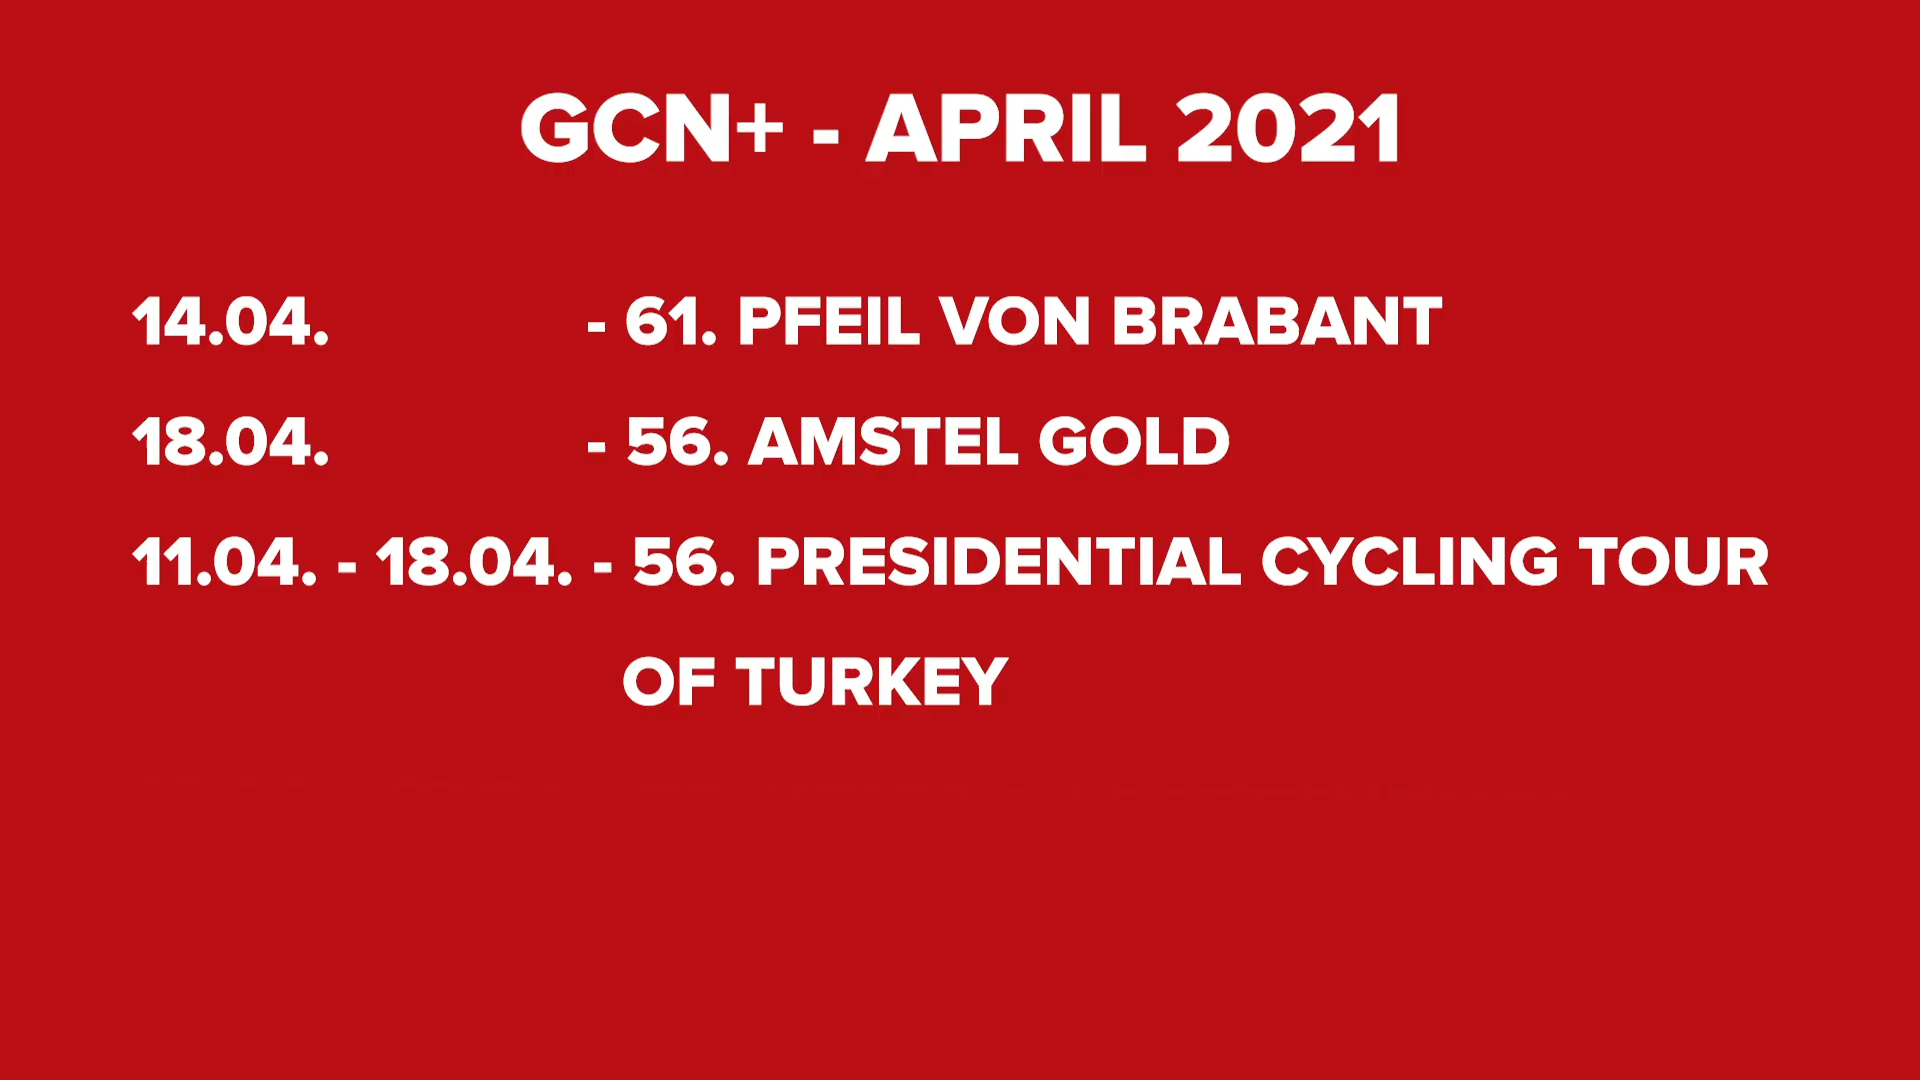 GCN+ - APRIL 2021
14.04. - 61. PFEIL VON BRABANT
18.04. - 56. AMSTEL GOLD
11.04. - 18.04. - 56. PRESIDENTIAL CYCLING TOUR
OF TURKEY